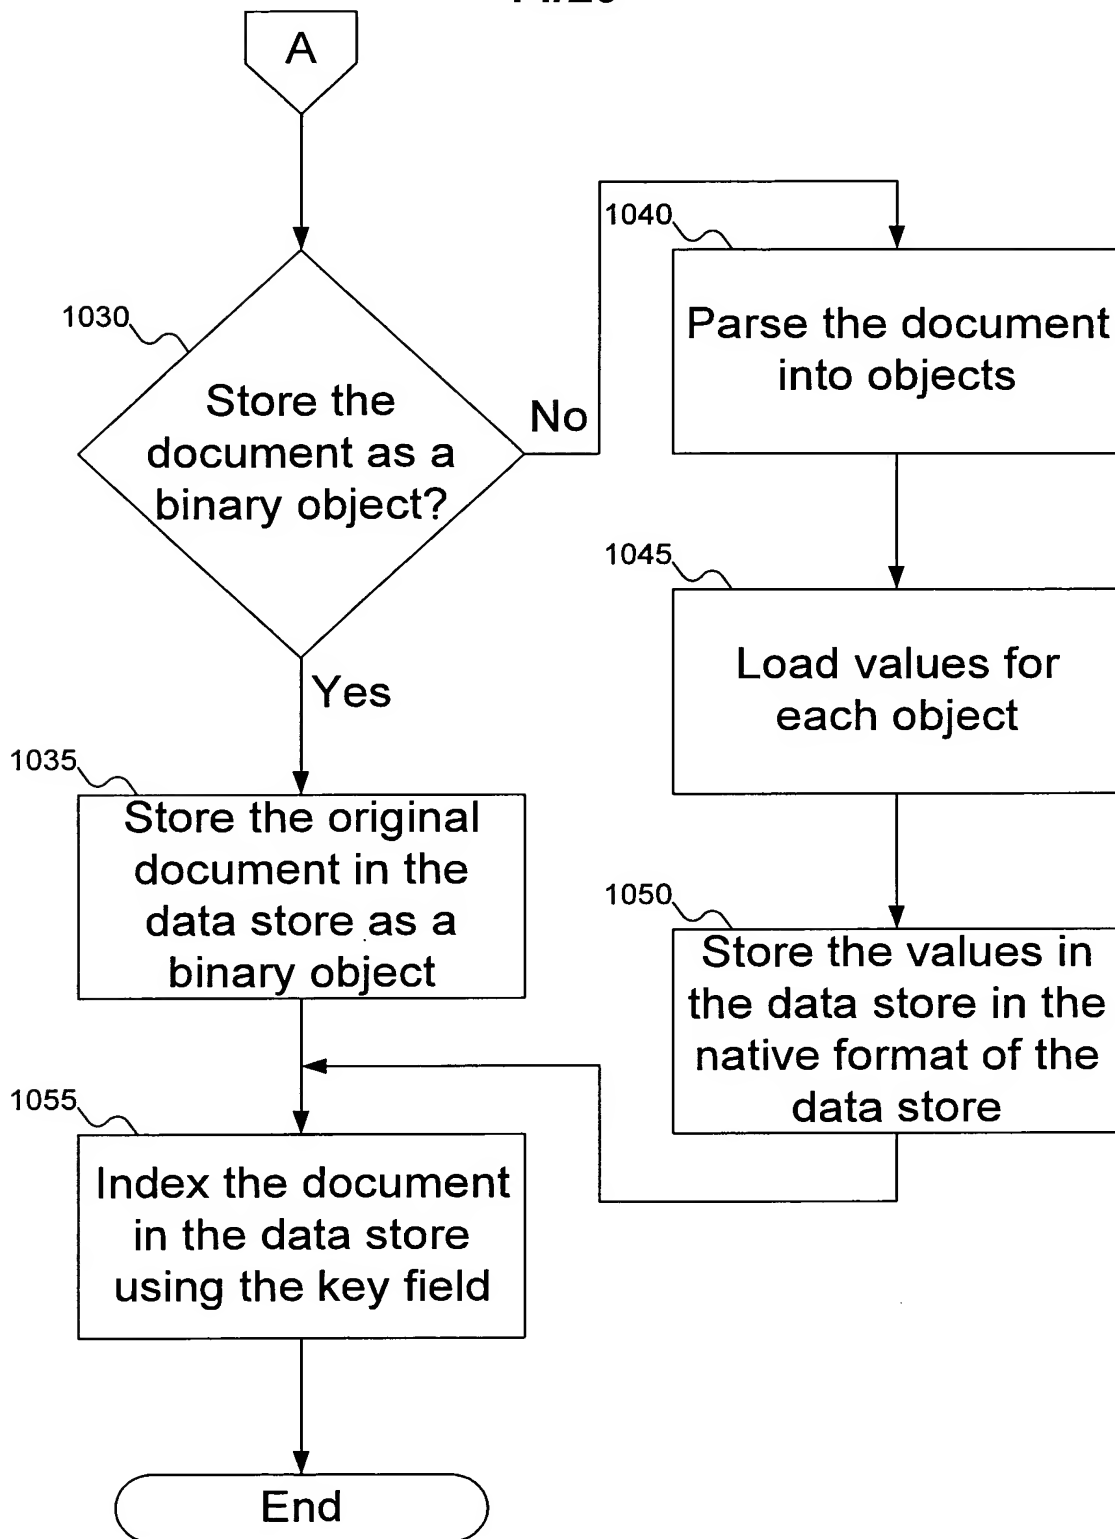 A
1030
Store the
document as a
binary object?
No
Yes
1035
Store the original
document in the
data store as a
binary object
1040
Parse the document
into objects
1045
Load values for
each object
1050
Store the values in
the data store in the
native format of the
data store
1055
Index the document
in the data store
using the key field
End